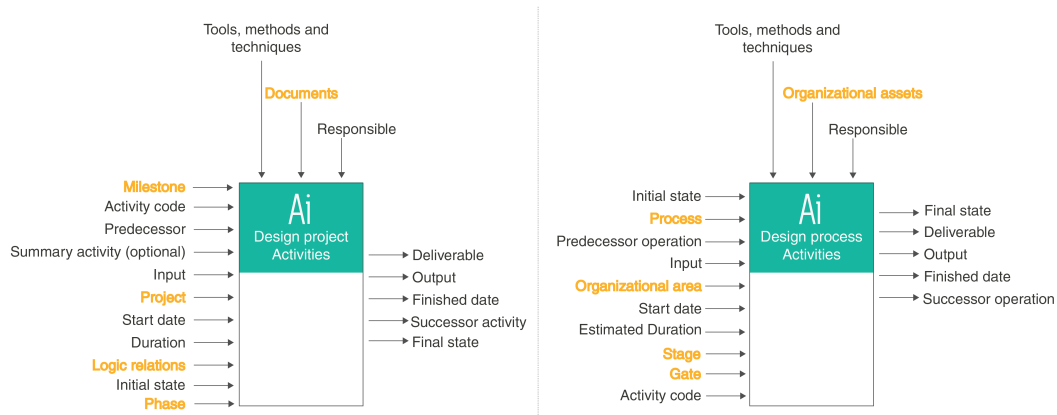 Tools, methods and
techniques
Documents
Responsible
Milestone
Activity code
Predecessor
Summary activity (optional)
Input
Project
Start date
Duration
Logic relations
Initial state
Phase
Ai
Design project
Activities
Deliverable
Output
Finished date
Successor activity
Final state
Tools, methods and
techniques
Organizational assets
Responsible
Initial state
Process
Predecessor operation
Input
Organizational area
Start date
Estimated Duration
Stage
Gate
Activity code
Ai
Design process
Activities
Final state
Deliverable
Output
Finished date
Successor operation